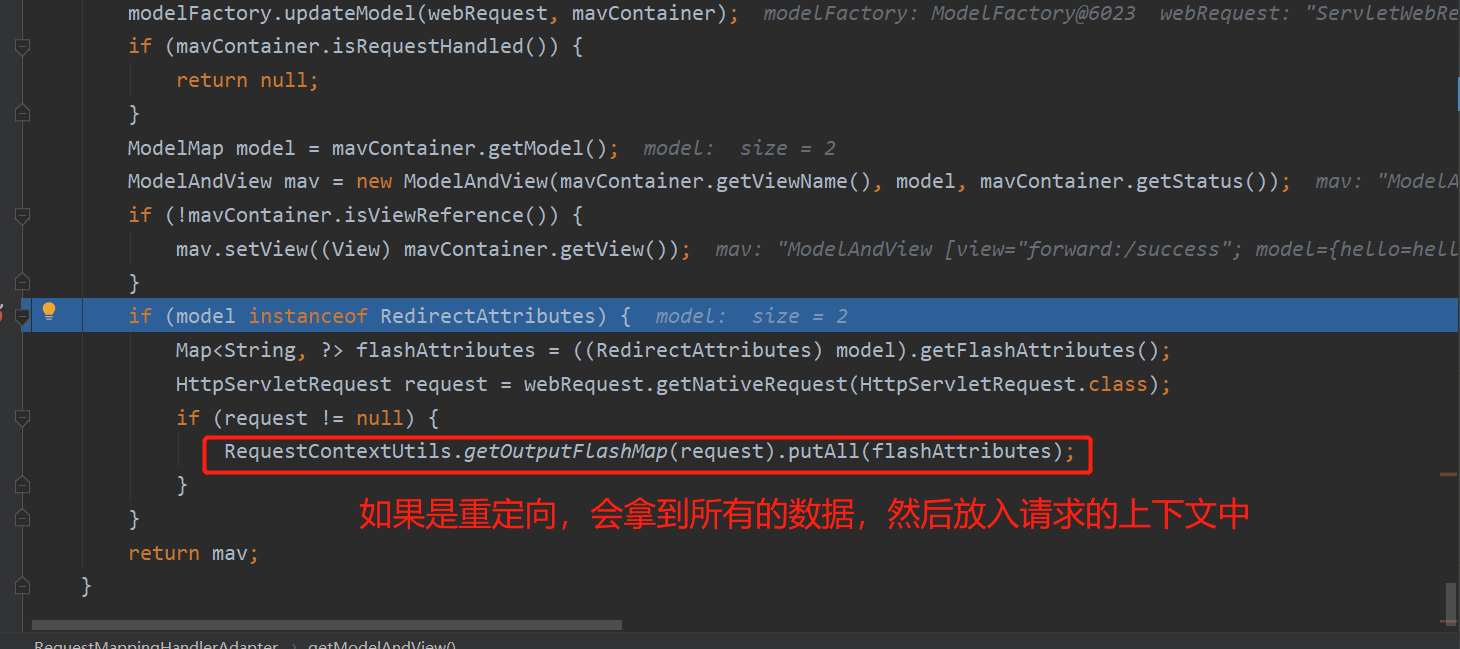 modelFactory.updateModel(webRequest, mavContainer);  modelFactory: ModelFactory@6023  webRequest: "ServletWebRe
if (mavContainer.isRequestHandled()) {
return null;
}
ModelMap model = mavContainer.getModel();  model:  size = 2
ModelAndView mav = new ModelAndView(mavContainer.getViewName(), model, mavContainer.getStatus());  mav: "ModelA
if (!mavContainer.isViewReference()) {
mav.setView((View) mavContainer.getView());  mav: "ModelAndView [view="forward:/success"; model={hello=hell
}
if (model instanceof RedirectAttributes) {  model:  size = 2
Map<String, ?> flashAttributes = ((RedirectAttributes) model).getFlashAttributes();
HttpServletRequest request = webRequest.getNativeRequest(HttpServletRequest.class);
if (request != null) {
RequestContextUtils.getOutputFlashMap(request).putAll(flashAttributes);
}
如果是重定向，会拿到所有的数据，然后放入请求的上下文中
}
return mav;
}
RequestMappingHandlerAdapter > getModelAndView()